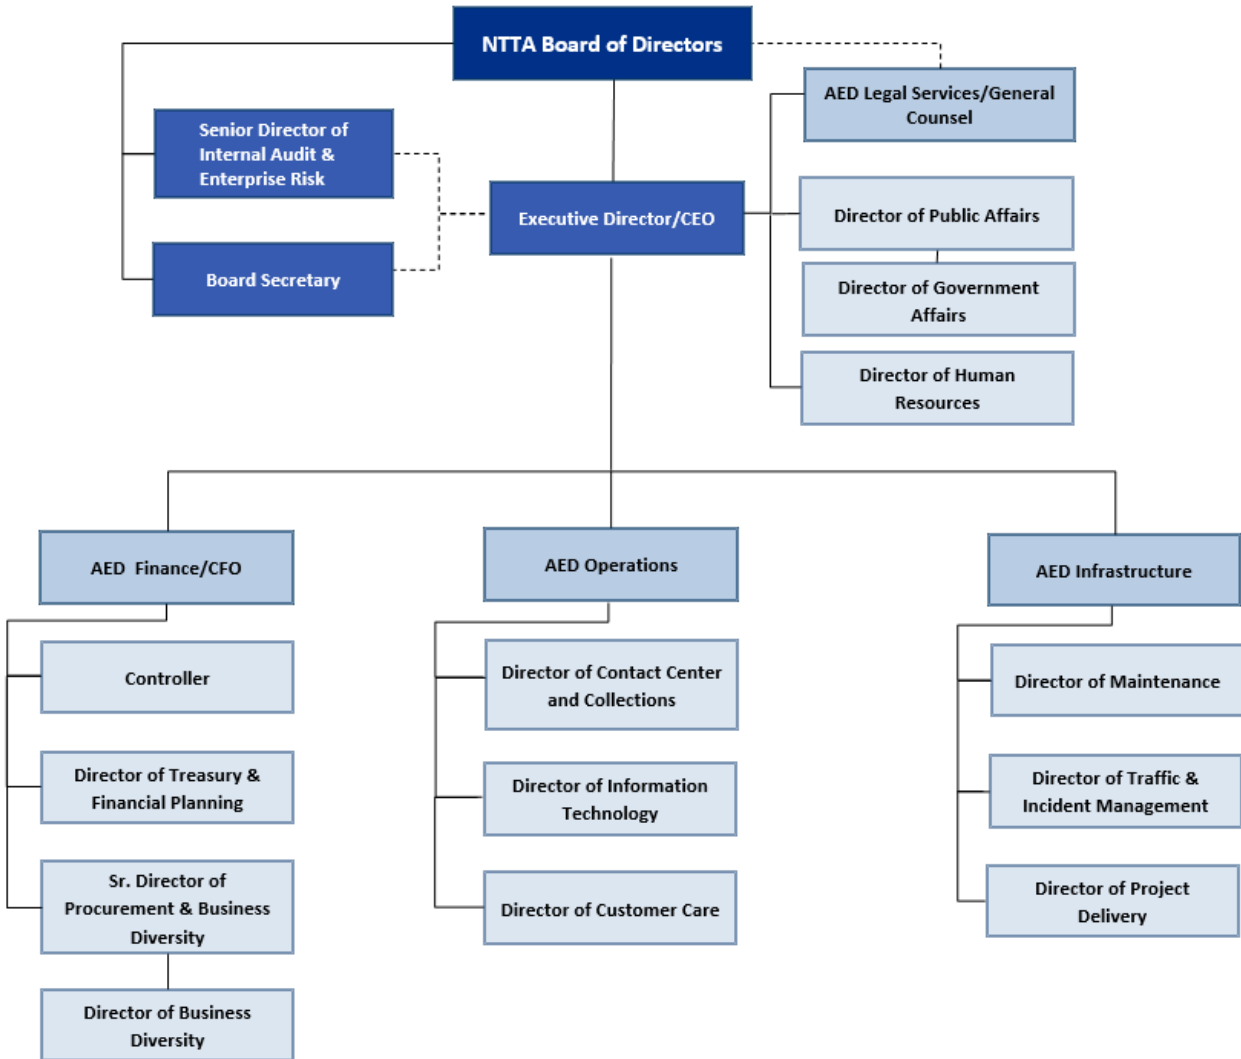 NTTA Board of Directors
AED Legal Services/General
Counsel
Senior Director of
Internal Audit &
Enterprise Risk
Executive Director/CEO
Director of Public Affairs
Board Secretary
Director of Government
Affairs
Director of Human
Resources
AED  Finance/CFO
Controller
Director of Treasury &
Financial Planning
Sr. Director of
Procurement & Business
Diversity
Director of Business
Diversity
AED Operations
Director of Contact Center
and Collections
Director of Information
Technology
Director of Customer Care
AED Infrastructure
Director of Maintenance
Director of Traffic &
Incident Management
Director of Project
Delivery